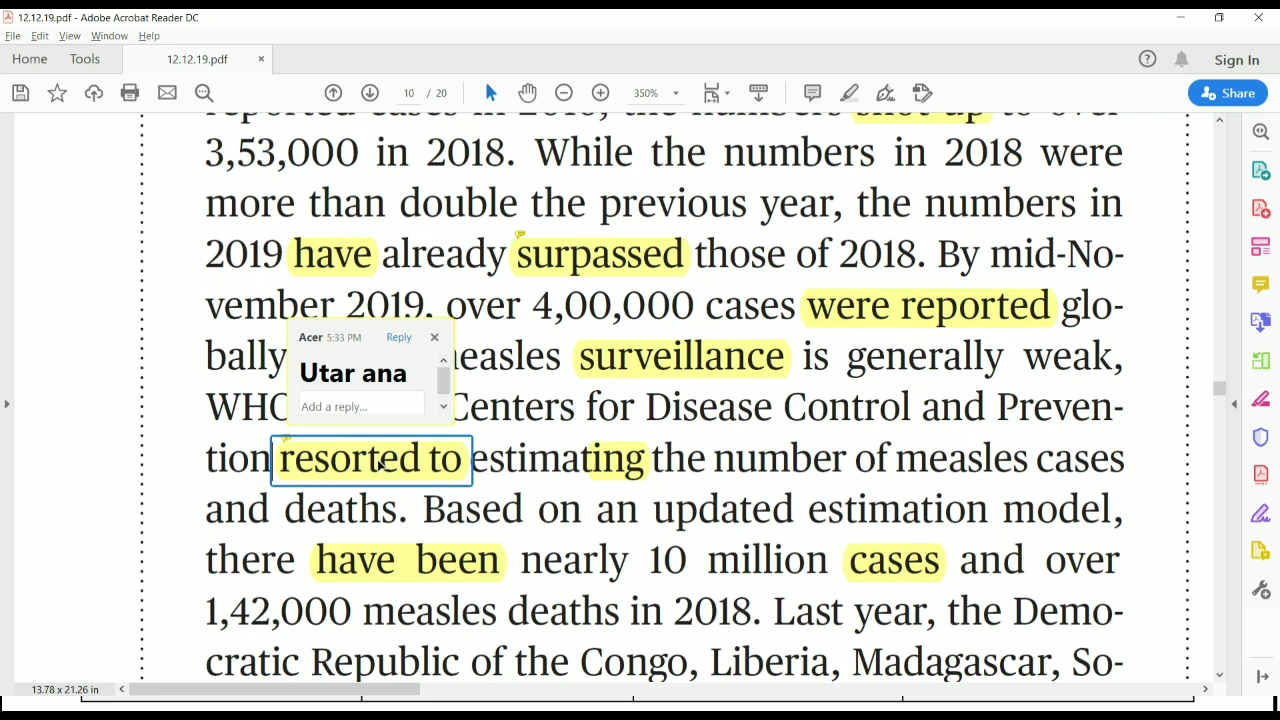 12.12.19.pdf - Adobe Acrobat Reader DC
File Edit View Window Help
Home Tools 12.12.19.pdf × Sign In
10 / 20 350% Share
3,53,000 in 2018. While the numbers in 2018 were
more than double the previous year, the numbers in
2019 have already surpassed those of 2018. By mid-No-
vember 2019, over 4,00,000 cases were reported glo-
Acer 5:33 PM Reply
bally easles surveillance is generally weak,
Utar ana
WHO Centers for Disease Control and Preven-
Add a reply...
tion resorted to estimating the number of measles cases
and deaths. Based on an updated estimation model,
there have been nearly 10 million cases and over
1,42,000 measles deaths in 2018. Last year, the Demo-
cratic Republic of the Congo, Liberia, Madagascar, So-
13.78 x 21.26 in